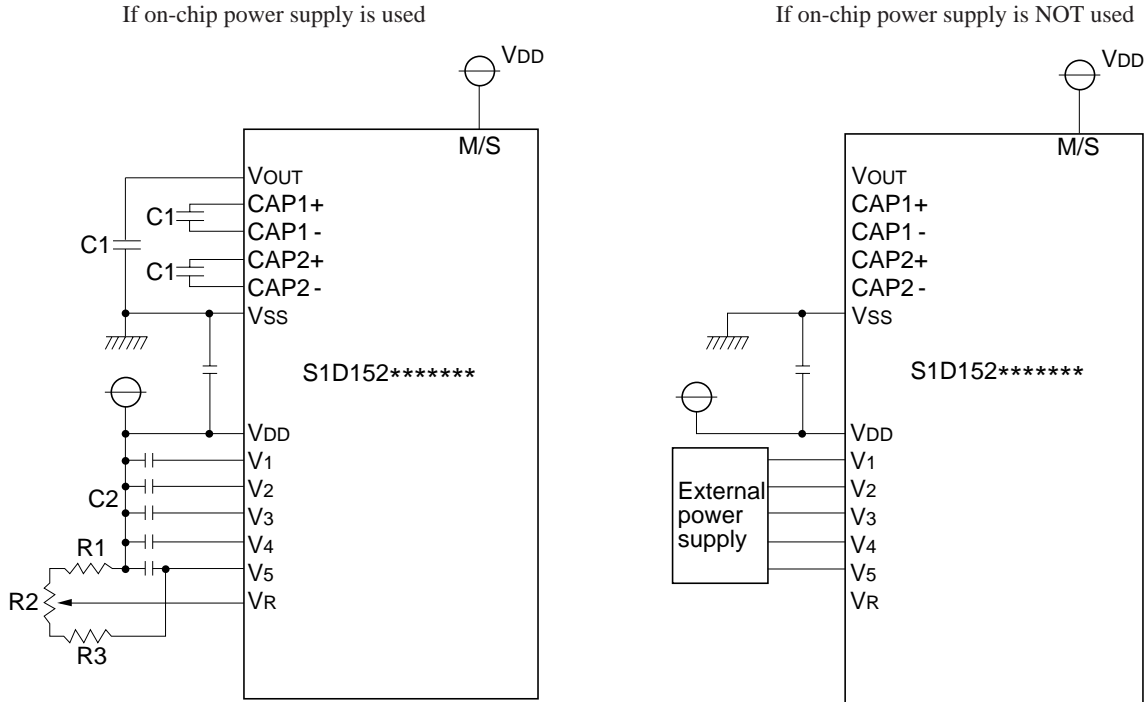 If on-chip power supply is used
VDD
M/S
VOUT
CAP1+
C1
CAP1-
C1
CAP2+
C1
CAP2-
VSS
S1D152*******
VDD
V1
V2
C2
V3
V4
R1
V5
R2
VR
R3
If on-chip power supply is NOT used
VDD
M/S
VOUT
CAP1+
CAP1-
CAP2+
CAP2-
VSS
S1D152*******
VDD
V1
External
power
supply
V2
V3
V4
V5
VR